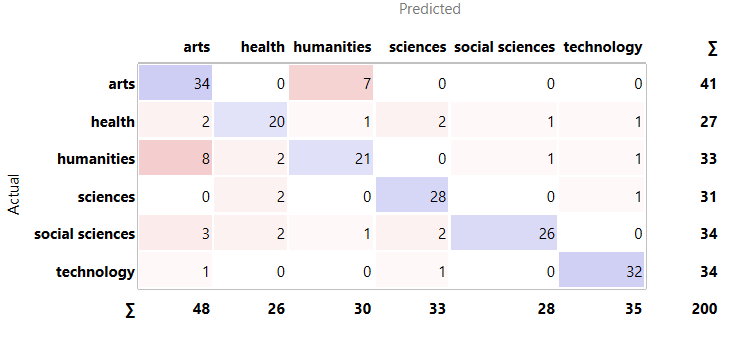 Predicted
arts health humanities sciences social sciences technology ∑
arts 34 0 7 0 0 0 41
health 2 20 1 2 1 1 27
humanities 8 2 21 0 1 1 33
Actual
sciences 0 2 0 28 0 1 31
social sciences 3 2 1 2 26 0 34
technology 1 0 0 1 0 32 34
∑ 48 26 30 33 28 35 200